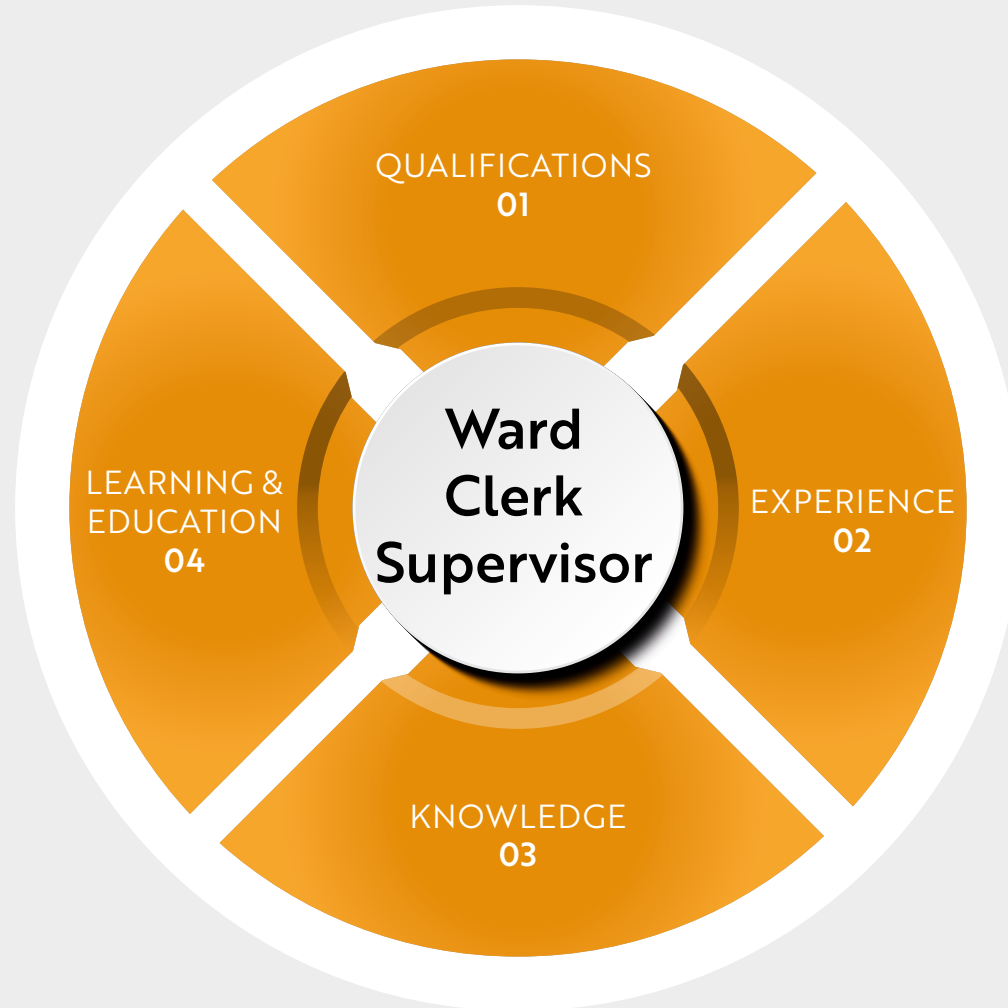 QUALIFICATIONS
01
Ward
Clerk
Supervisor
EXPERIENCE
02
KNOWLEDGE
03
LEARNING &
EDUCATION
04